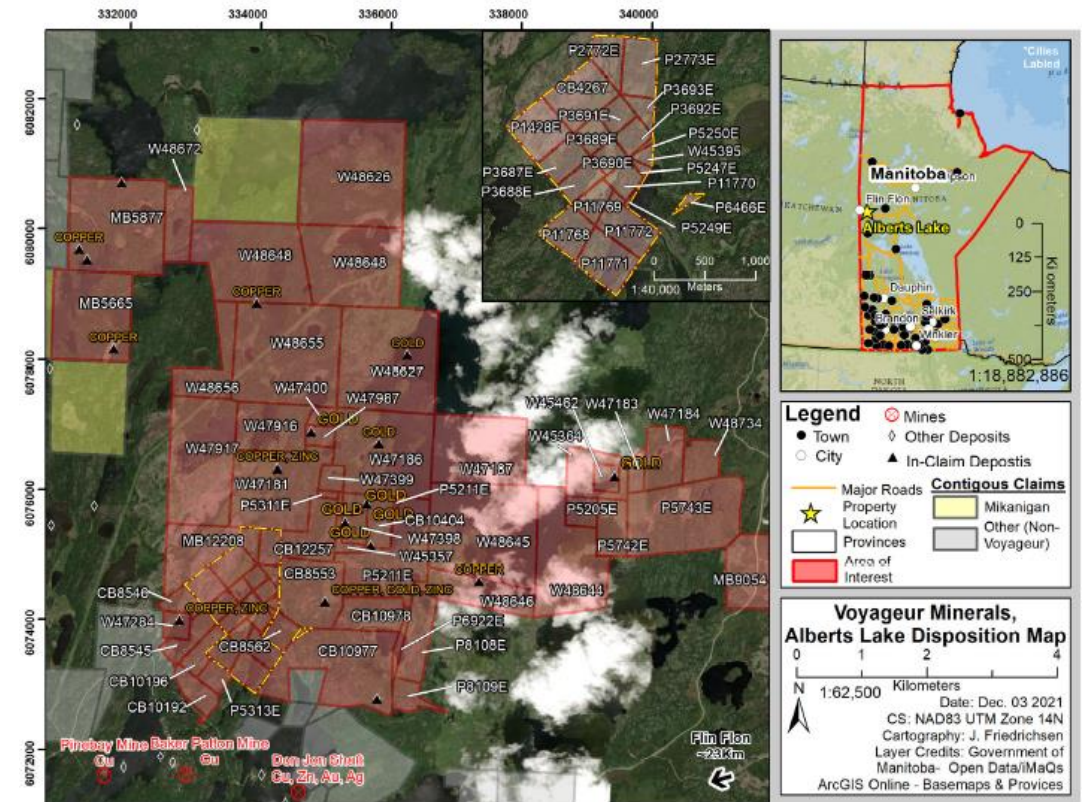 332000
334000
336000
338000
340000
6082000
6080000
6078000
6076000
6074000
6072000
W48672
W48626
MB5877
COPPER
W48648
W48648
MB5665
COPPER
COPPER
W48655
GOLD
W48627
W48656
W47400
W47987
W47916
GOLD
GOLD
W47917
COPPER, ZINC
W47186
W47181
W47399
W47187
P5311E
GOLD
P5211E
GOLD
GOLD
CB10404
GOLD
W47398
MB12208
CB12257
W45357
W48645
CB8553
P5211E
COPPER
COPPER, GOLD, ZINC
CB8546
COPPER, ZINC
W48646
W48644
W47284
CB10978
P6922E
CB8545
CB8562
CB10977
P8108E
CB10196
P8109E
CB10192
P5313E
W45462
W47183
W47184
W48734
W45364
GOLD
P5205E
P5743E
P5742E
MB9054
Pinebay Mine
Cu
Baker Patton Mine
Cu
Don Jon Shaft
Cu, Zn, Au, Ag
Flin Flon
~23Km
P2772E
P2773E
CB4267
P3693E
P3691E
P3692E
P1428E
P3689E
P5250E
W45395
P3690E
P5247E
P3687E
P11770
P3688E
P6466E
P11769
P5249E
P11768
P11772
P11771
0
500
1,000
1:40,000
Meters
*Cities
Labled
CANADA
Manitoba
Flin Flon
Alberts Lake
Dauphin
Selkirk
Brandon
Winkler
NORTH
DAKOTA
0
125
250
500
Kilometers
1:18,882,886
Legend
Mines
Town
Other Deposits
City
In-Claim Depostis
Major Roads
Contigous Claims
Property
Location
Mikanigan
Provinces
Other (Non-
Voyageur)
Area of
Interest
Voyageur Minerals,
Alberts Lake Disposition Map
0
1
2
4
N
1:62,500
Kilometers
Date: Dec. 03 2021
CS: NAD83 UTM Zone 14N
Cartography: J. Friedrichsen
Layer Credits: Government of
Manitoba- Open Data/iMaQs
ArcGIS Online - Basemaps & Provices